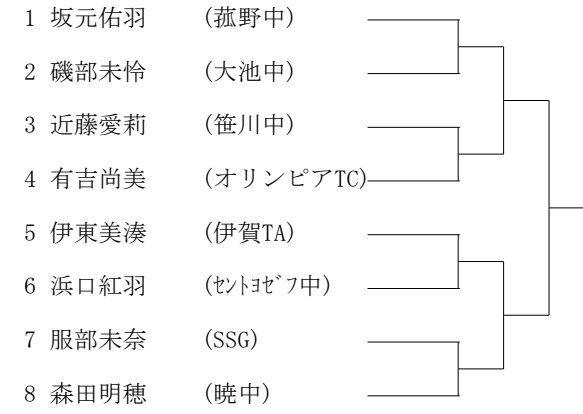 1 坂元佑羽 (菰野中)
2 磯部未怜 (大池中)
3 近藤愛莉 (笹川中)
4 有吉尚美 (オリンピアTC)
5 伊東美湊 (伊賀TA)
6 浜口紅羽 (ｾﾝﾄﾖｾﾞﾌ中)
7 服部未奈 (SSG)
8 森田明穂 (暁中)